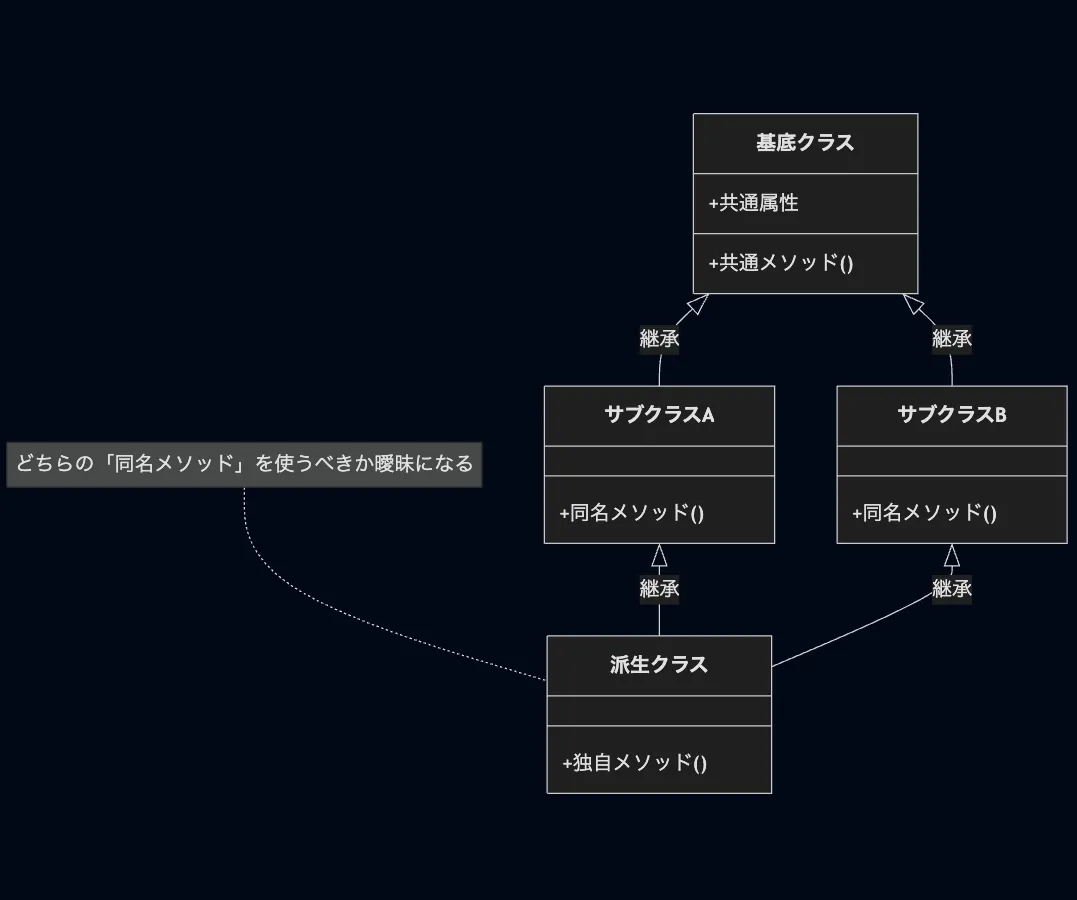 基底クラス
+共通属性
+共通メソッド()
継承
継承
サブクラスA
+同名メソッド()
サブクラスB
+同名メソッド()
どちらの「同名メソッド」を使うべきか曖昧になる
継承
継承
派生クラス
+独自メソッド()